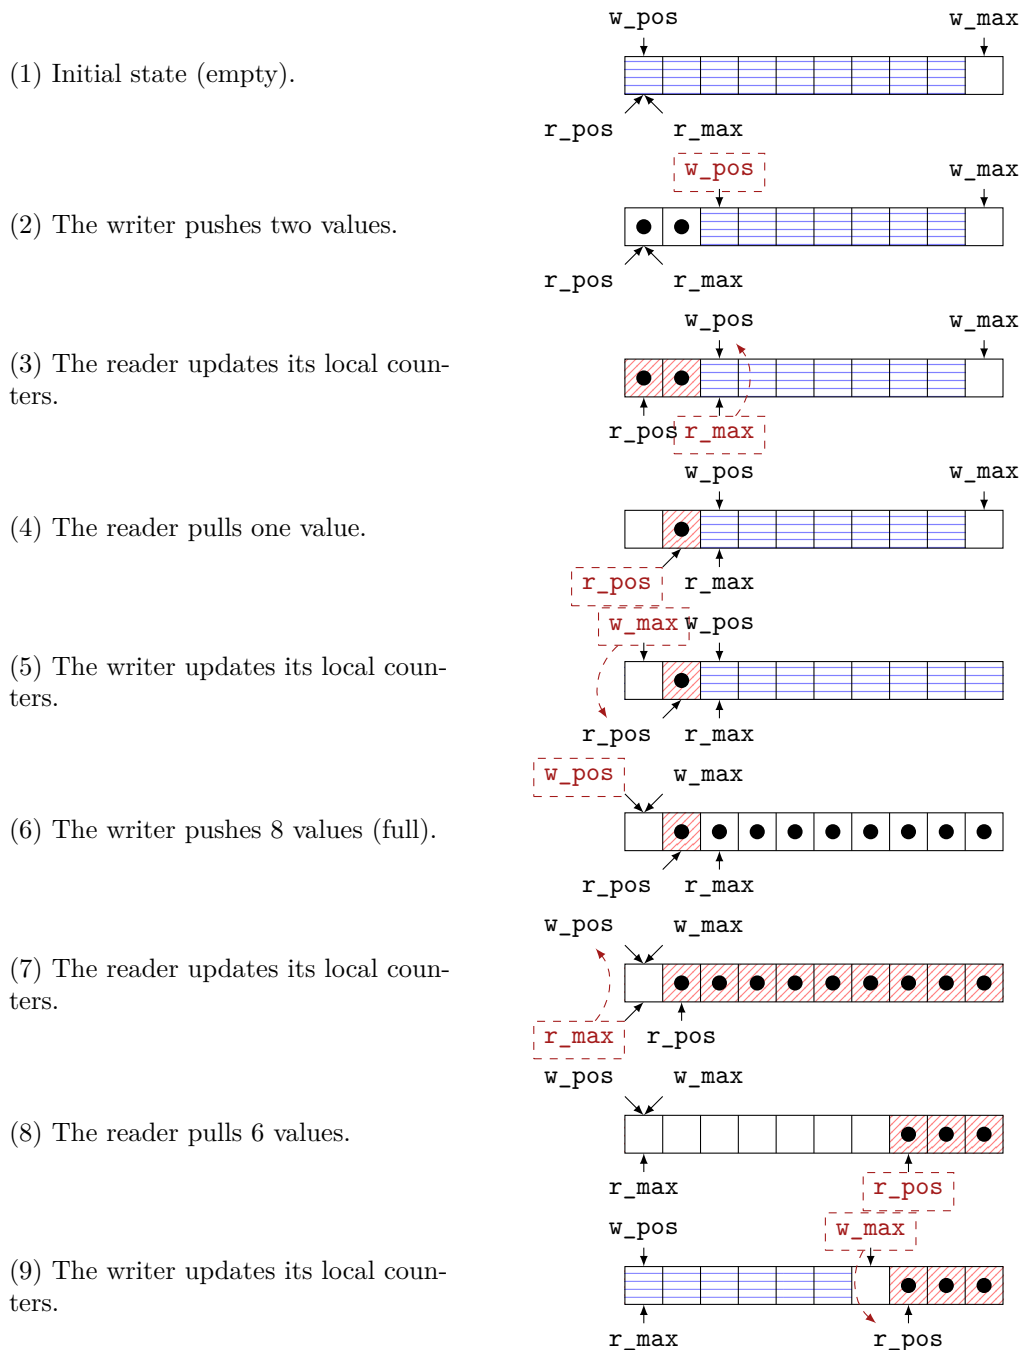 w_pos w_max
(1) Initial state (empty).
r_pos r_max
w_pos w_max
(2) The writer pushes two values.
r_pos r_max
w_pos w_max
(3) The reader updates its local coun-
ters.
r_pos r_max
w_pos w_max
(4) The reader pulls one value.
r_pos r_max
w_max w_pos
(5) The writer updates its local coun-
ters.
r_pos r_max
w_pos w_max
(6) The writer pushes 8 values (full).
r_pos r_max
w_pos w_max
(7) The reader updates its local coun-
ters.
r_max r_pos
w_pos w_max
(8) The reader pulls 6 values.
r_max r_pos
w_pos w_max
(9) The writer updates its local coun-
ters.
r_max r_pos